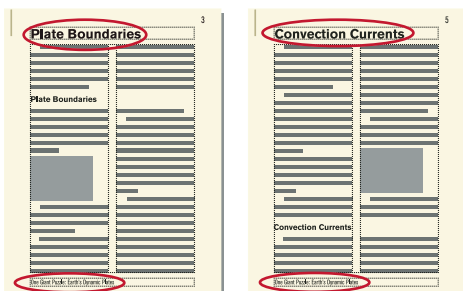 3
Plate Boundaries
Plate Boundaries
One Giant Puzzle: Earth's Dynamic Plates
5
Convection Currents
Convection Currents
One Giant Puzzle: Earth's Dynamic Plates